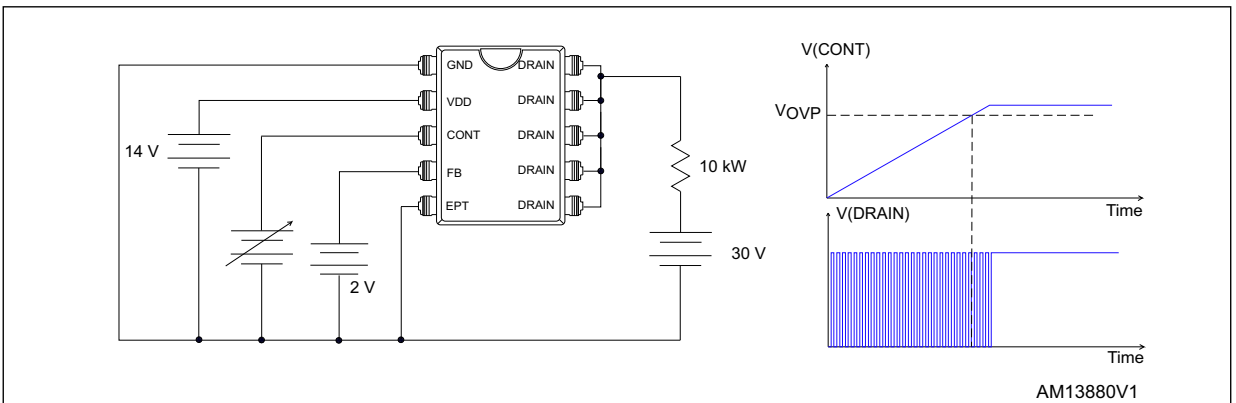 GND DRAIN
VDD DRAIN
CONT DRAIN
FB DRAIN
EPT DRAIN
14 V
2 V
10 kW
30 V
V(CONT)
VOVP
Time
V(DRAIN)
Time
AM13880V1